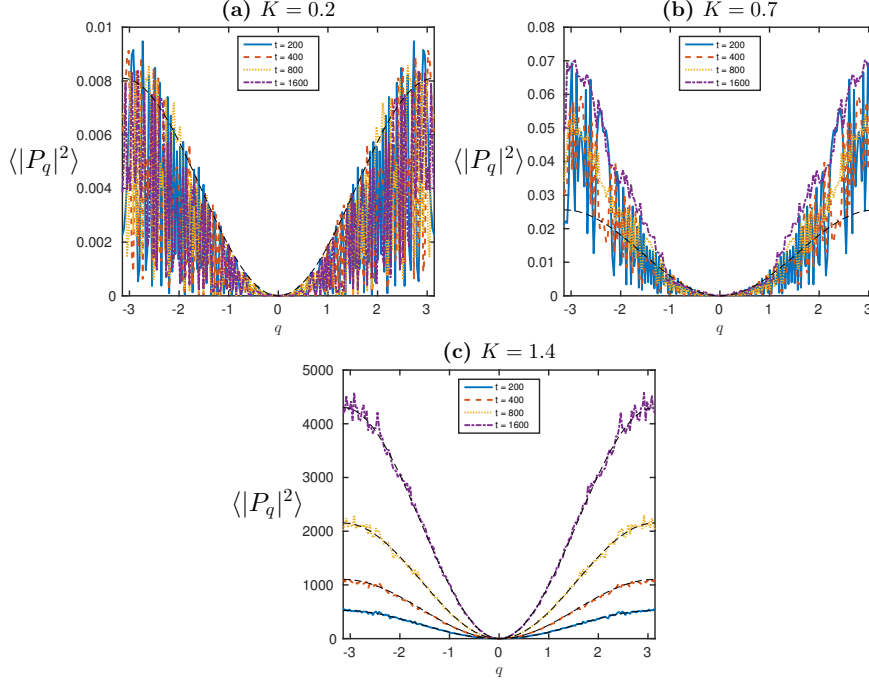 (a) K = 0.2
0.01
0.008
0.006
0.004
0.002
0
⟨|P_q|²⟩
t = 200
t = 400
t = 800
t = 1600
-3 -2 -1 0 1 2 3
q
(b) K = 0.7
0.08
0.07
0.06
0.05
0.04
0.03
0.02
0.01
0
⟨|P_q|²⟩
t = 200
t = 400
t = 800
t = 1600
-3 -2 -1 0 1 2 3
q
(c) K = 1.4
5000
4000
3000
2000
1000
0
⟨|P_q|²⟩
t = 200
t = 400
t = 800
t = 1600
-3 -2 -1 0 1 2 3
q